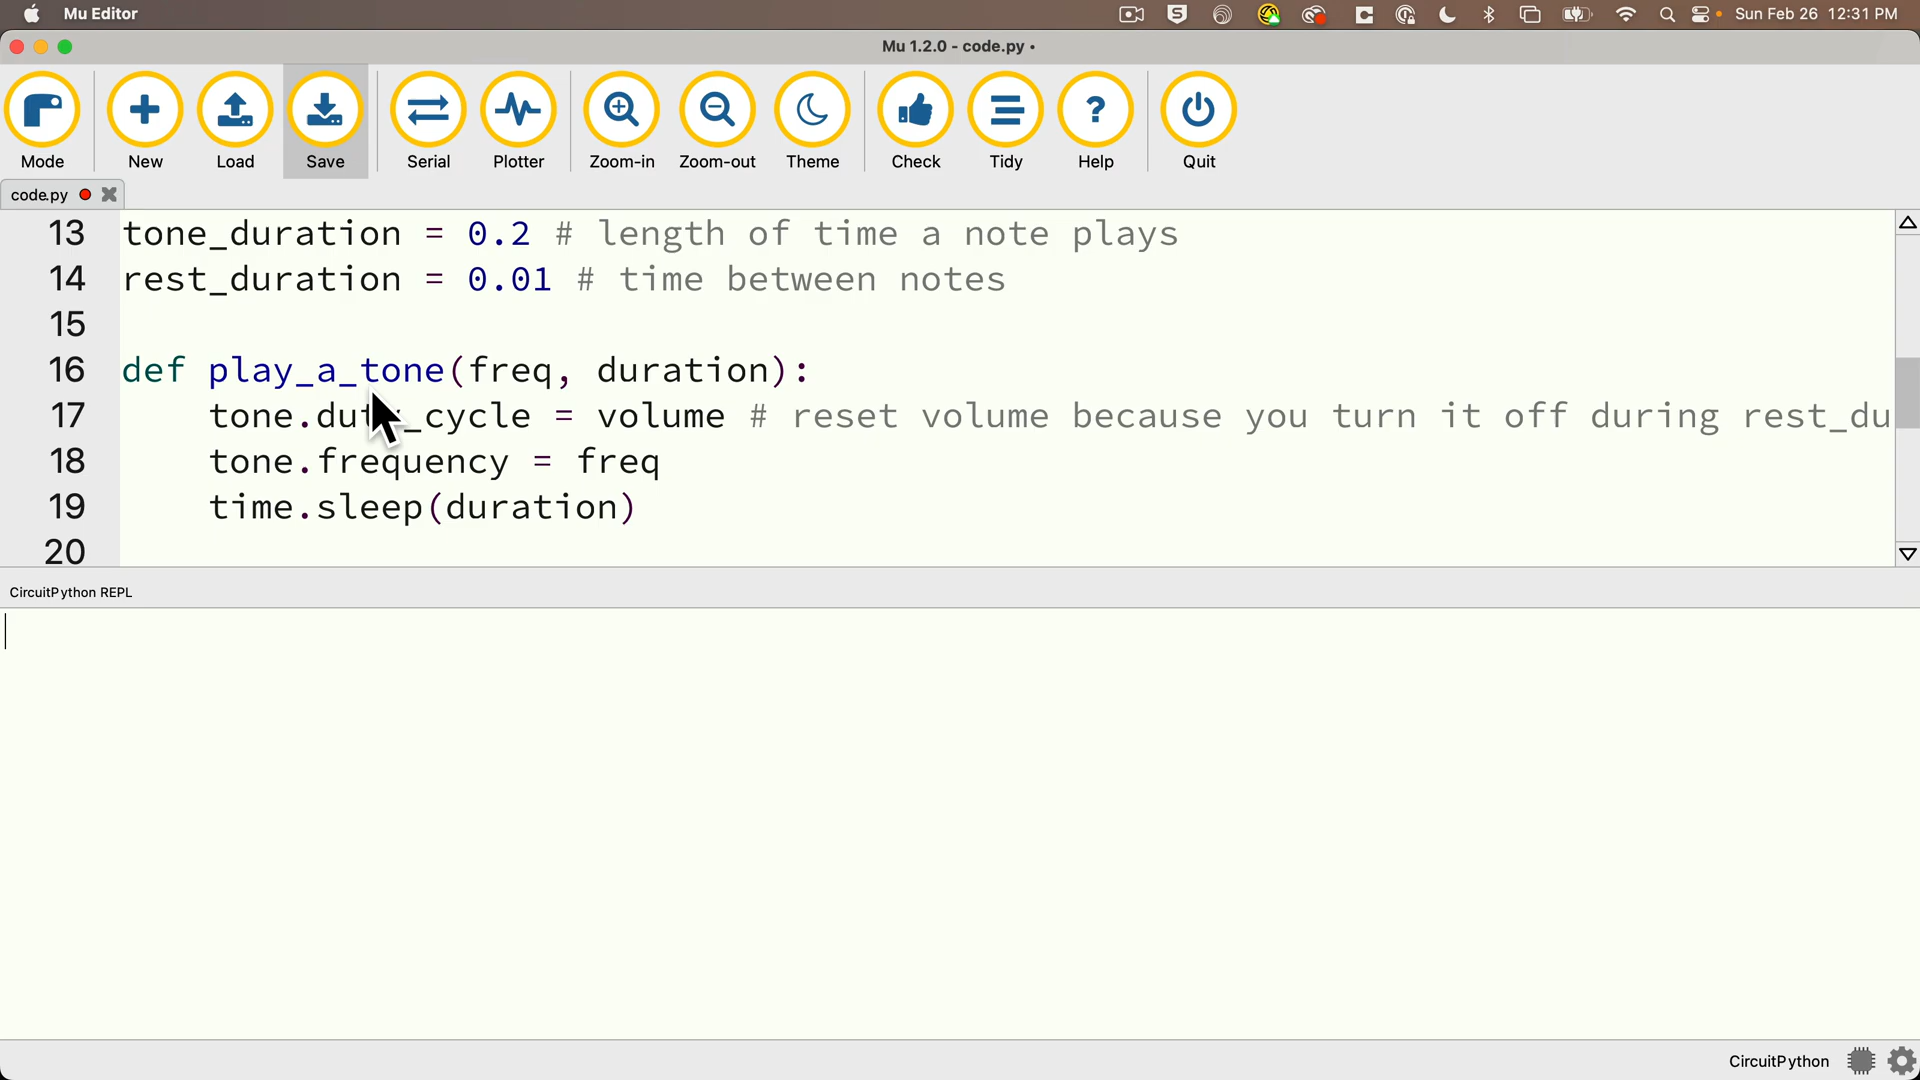 Mu Editor
Sun Feb 26 12:31 PM
Mu 1.2.0 - code.py •
Mode New Load Save Serial Plotter Zoom-in Zoom-out Theme Check Tidy Help Quit
code.py
13 tone_duration = 0.2 # length of time a note plays
14 rest_duration = 0.01 # time between notes
15
16 def play_a_tone(freq, duration):
17 tone.duty_cycle = volume # reset volume because you turn it off during rest_du
18 tone.frequency = freq
19 time.sleep(duration)
20
CircuitPython REPL
CircuitPython